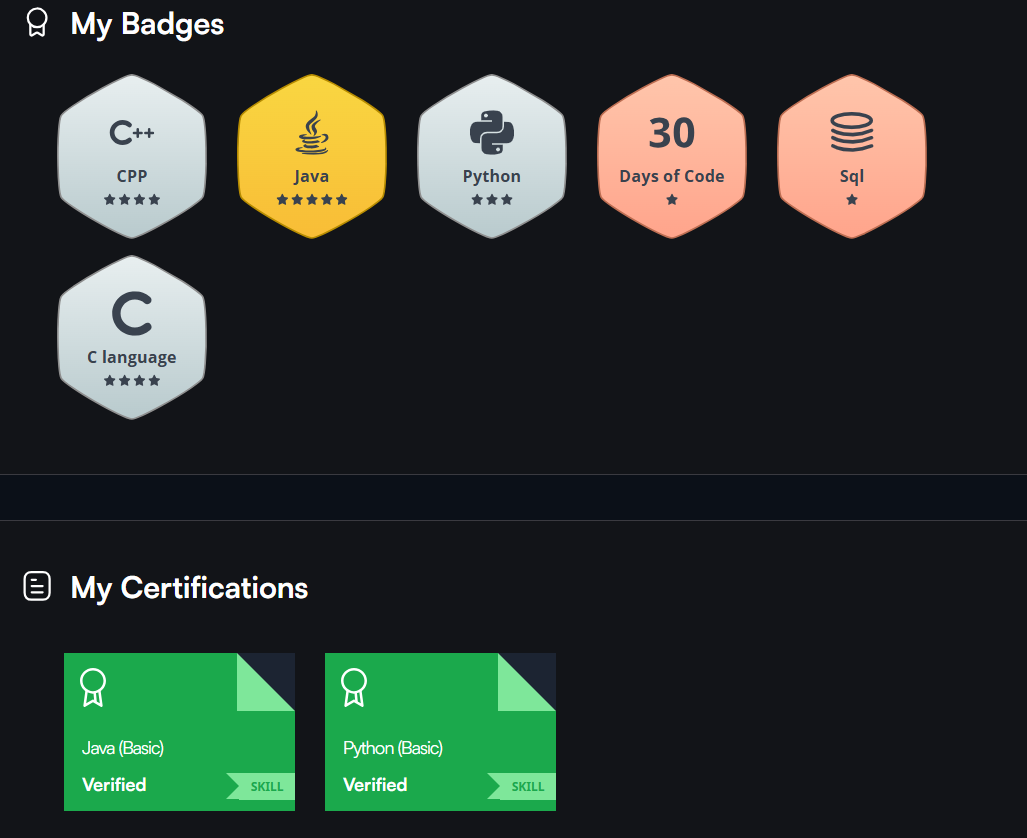 My Badges
C++
CPP
Java
Python
30
Days of Code
Sql
C
C language
My Certifications
Java (Basic)
Verified
SKILL
Python (Basic)
Verified
SKILL